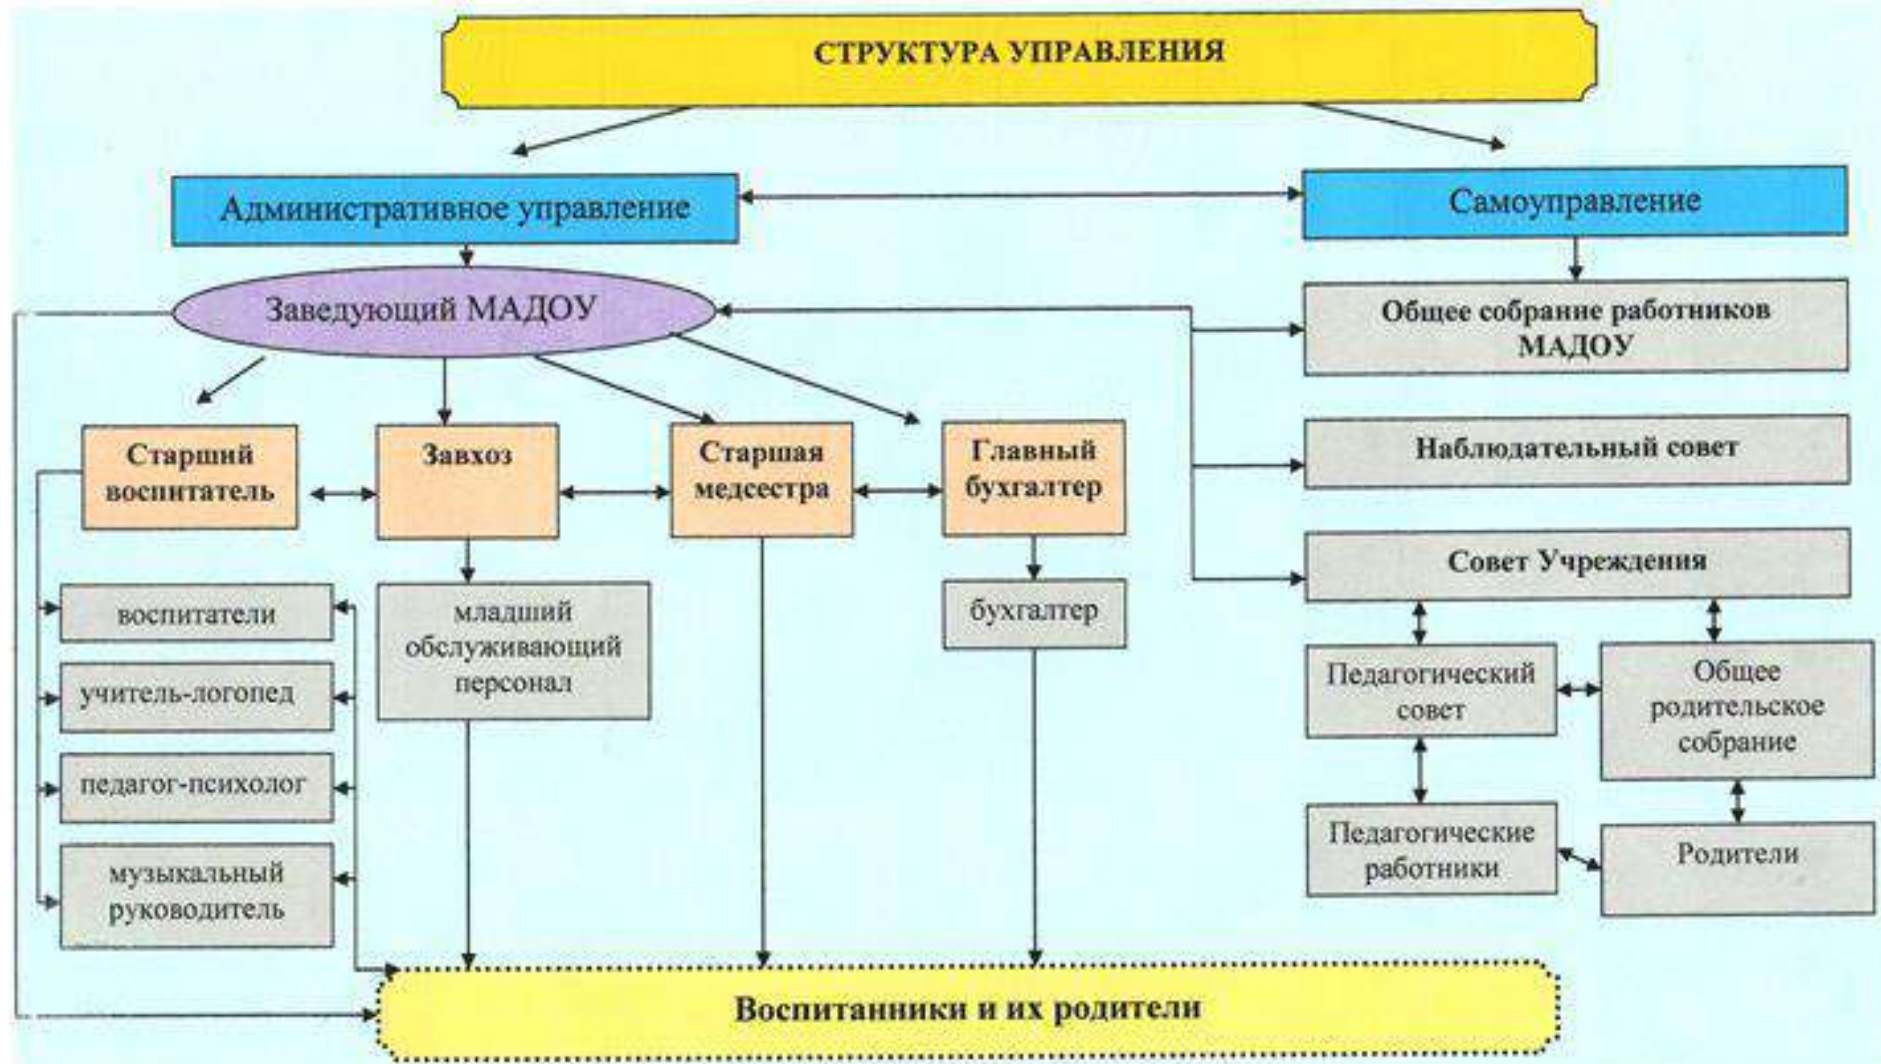 СТРУКТУРА УПРАВЛЕНИЯ
Административное управление
Самоуправление
Заведующий МАДОУ
Общее собрание работников
МАДОУ
Наблюдательный совет
Совет Учреждения
Старший
воспитатель
Завхоз
Старшая
медсестра
Главный
бухгалтер
воспитатели
учитель-логопед
педагог-психолог
музыкальный
руководитель
младший
обслуживающий
персонал
бухгалтер
Педагогический
совет
Общее
родительское
собрание
Педагогические
работники
Родители
Воспитанники и их родители